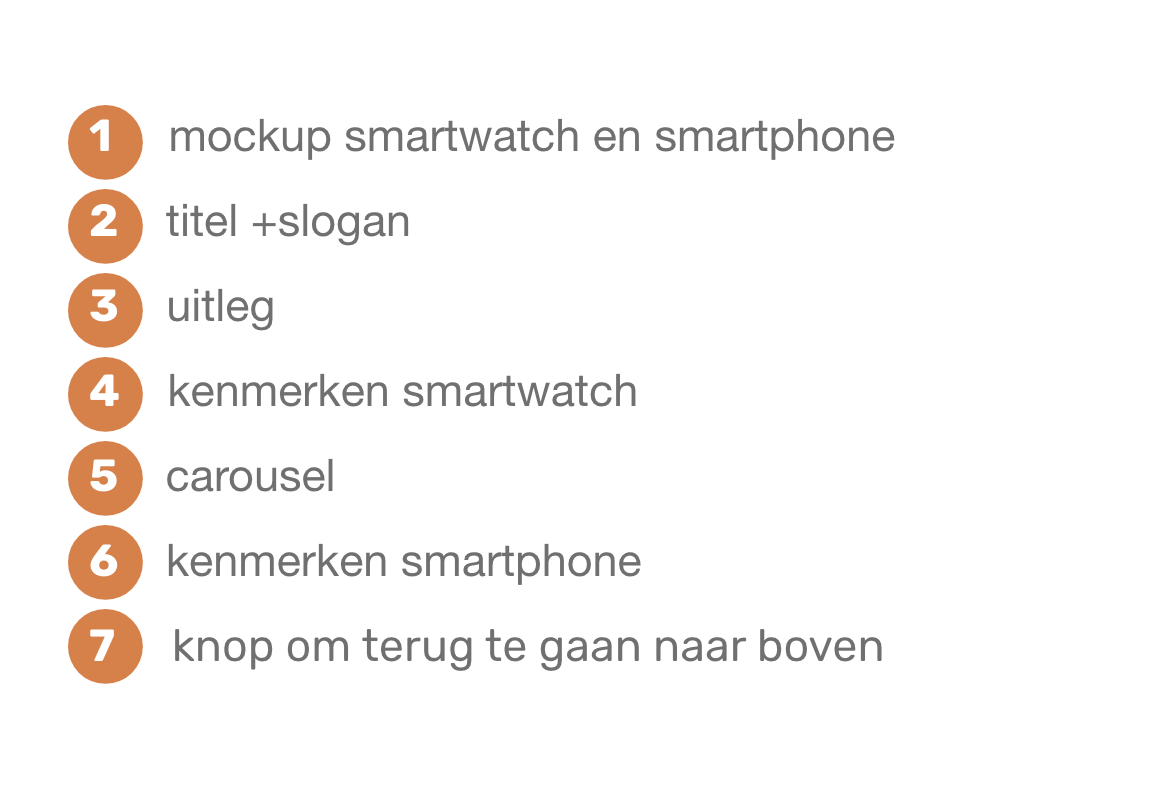 1 mockup smartwatch en smartphone
2 titel +slogan
3 uitleg
4 kenmerken smartwatch
5 carousel
6 kenmerken smartphone
7 knop om terug te gaan naar boven